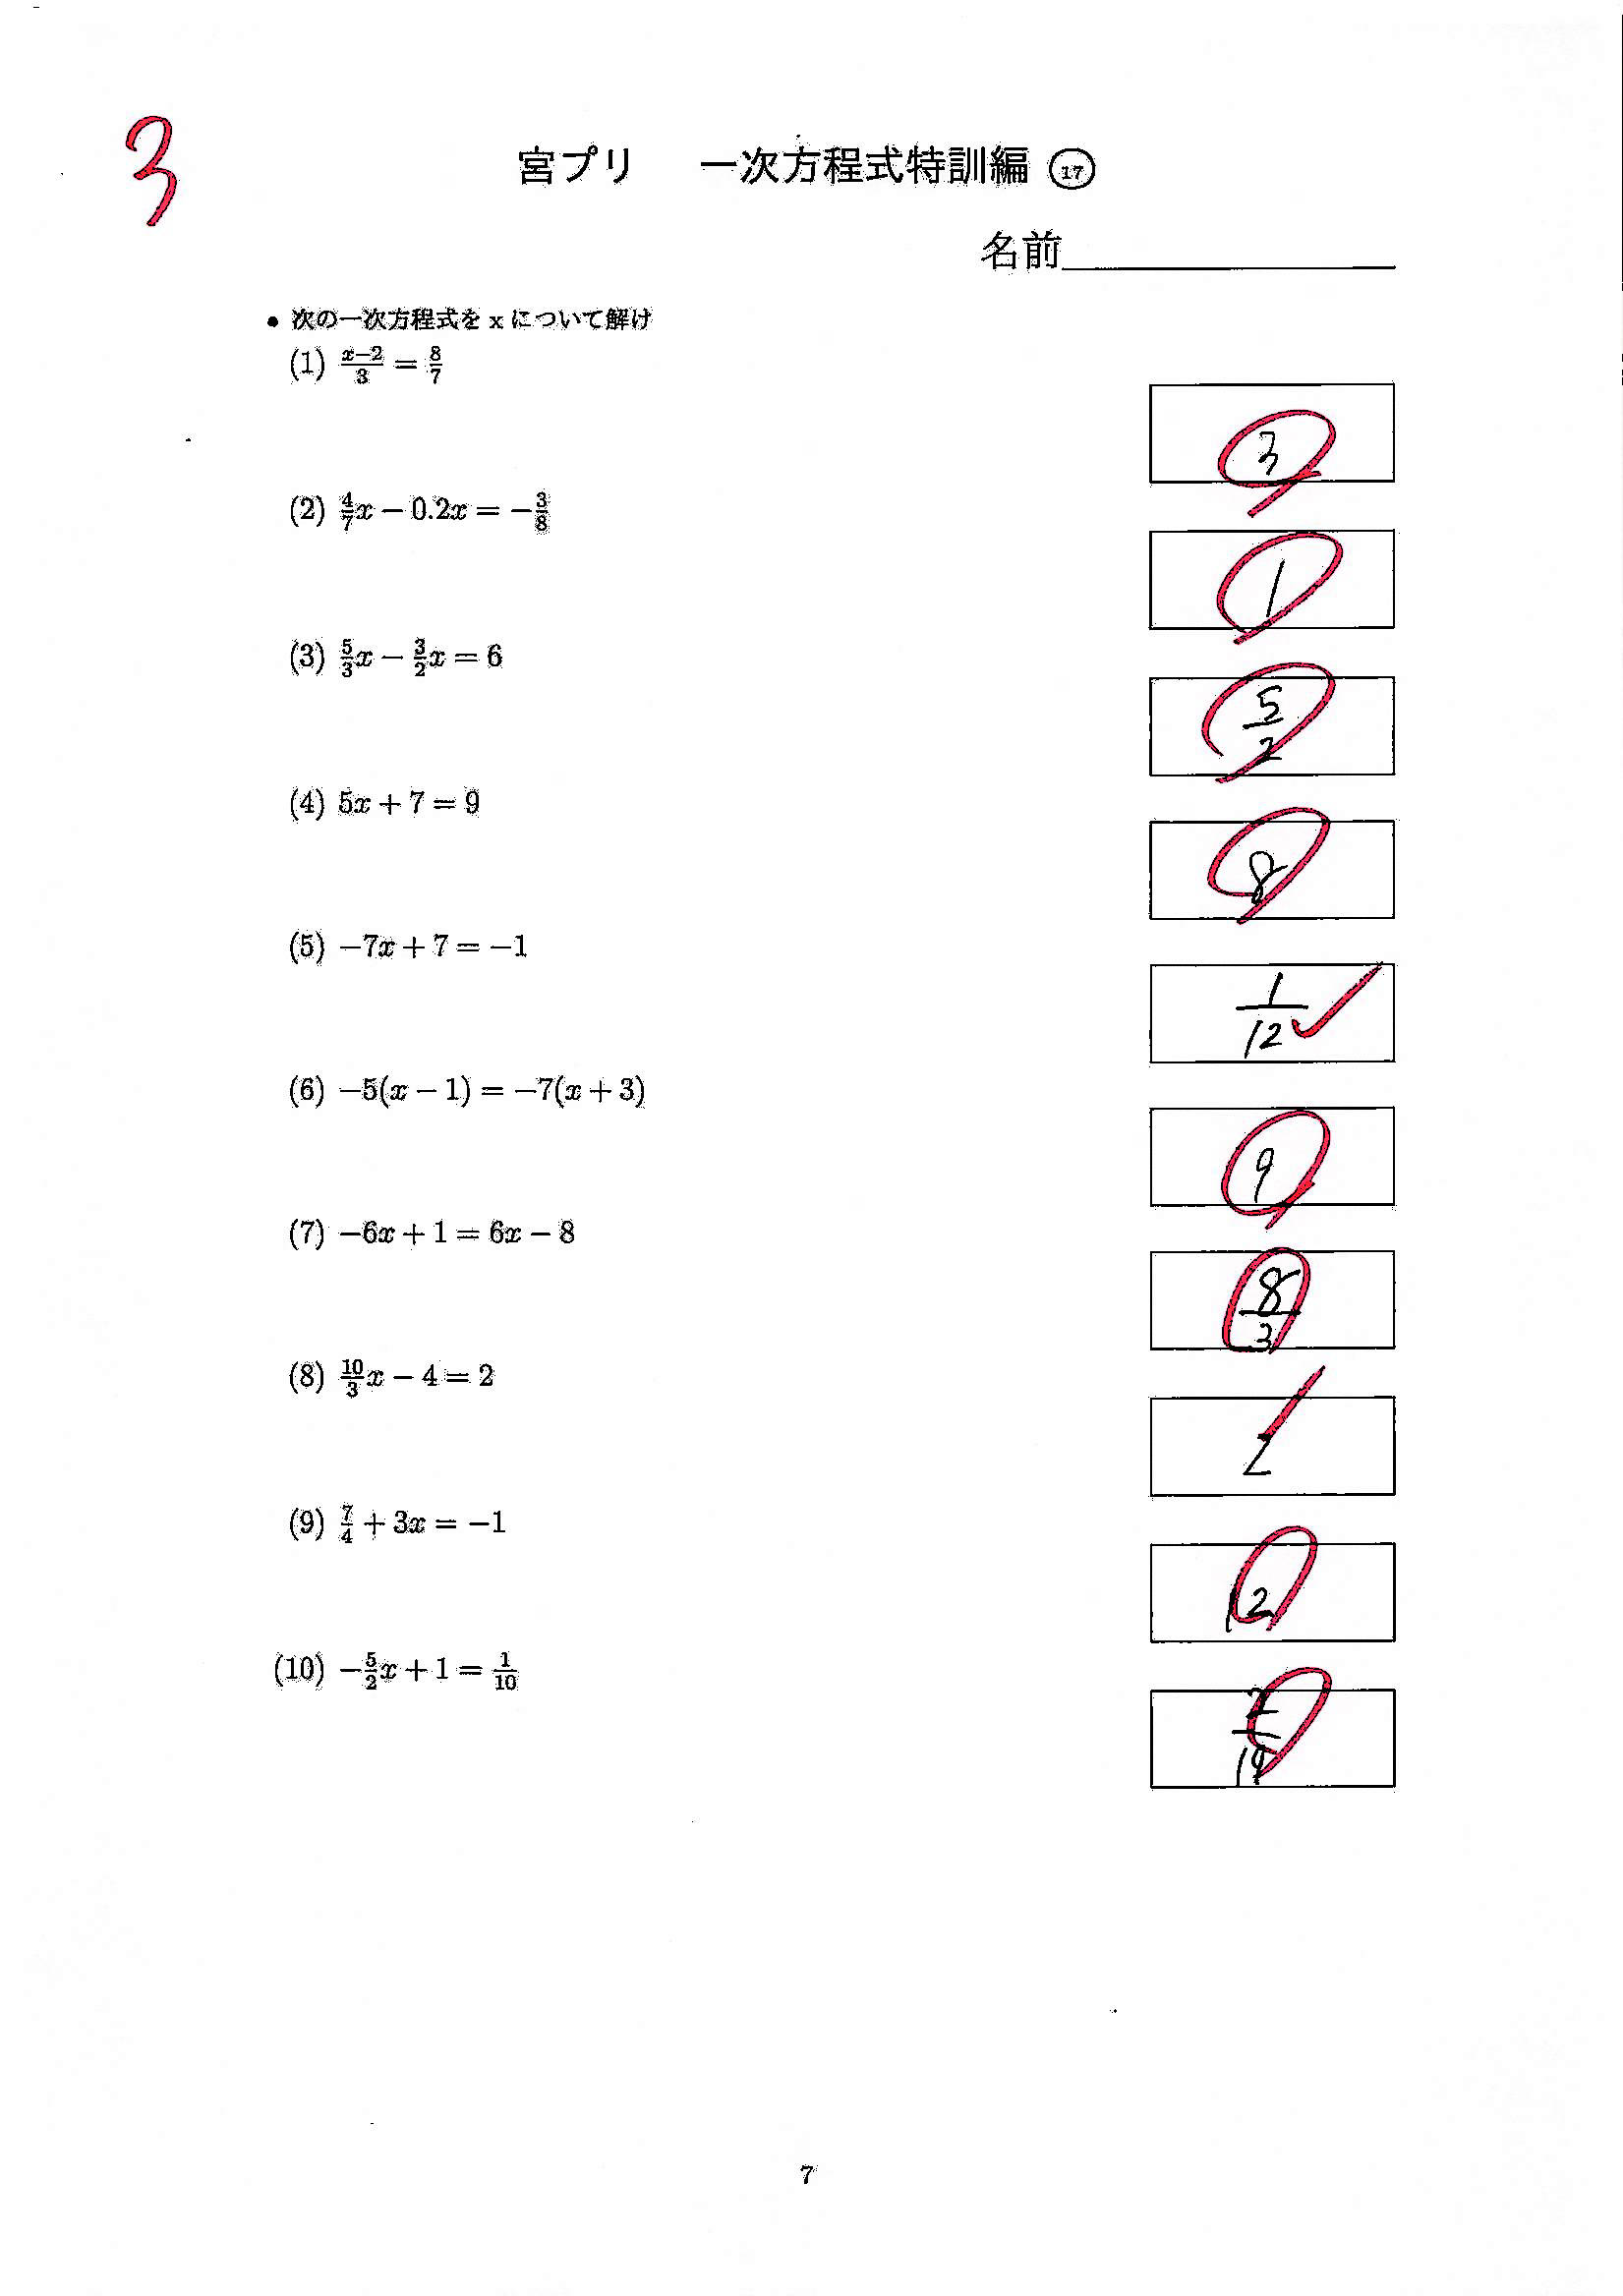 3
宮プリ 一次方程式特訓編 ⑰
名前
• 次の一次方程式を x について解け
(1) \frac{x-2}{3} = \frac{8}{7}
3
(2) \frac{4}{7}x − 0.2x = −\frac{3}{8}
1
(3) \frac{5}{3}x − \frac{3}{2}x = 6
\frac{5}{2}
(4) 5x + 7 = 9
8
(5) −7x + 7 = −1
\frac{1}{12}
(6) −5(x − 1) = −7(x + 3)
9
(7) −6x + 1 = 6x − 8
\frac{8}{3}
(8) \frac{10}{3}x − 4 = 2
2
(9) \frac{7}{4} + 3x = −1
12
(10) −\frac{5}{2}x + 1 = \frac{1}{10}
\frac{2}{19}
7